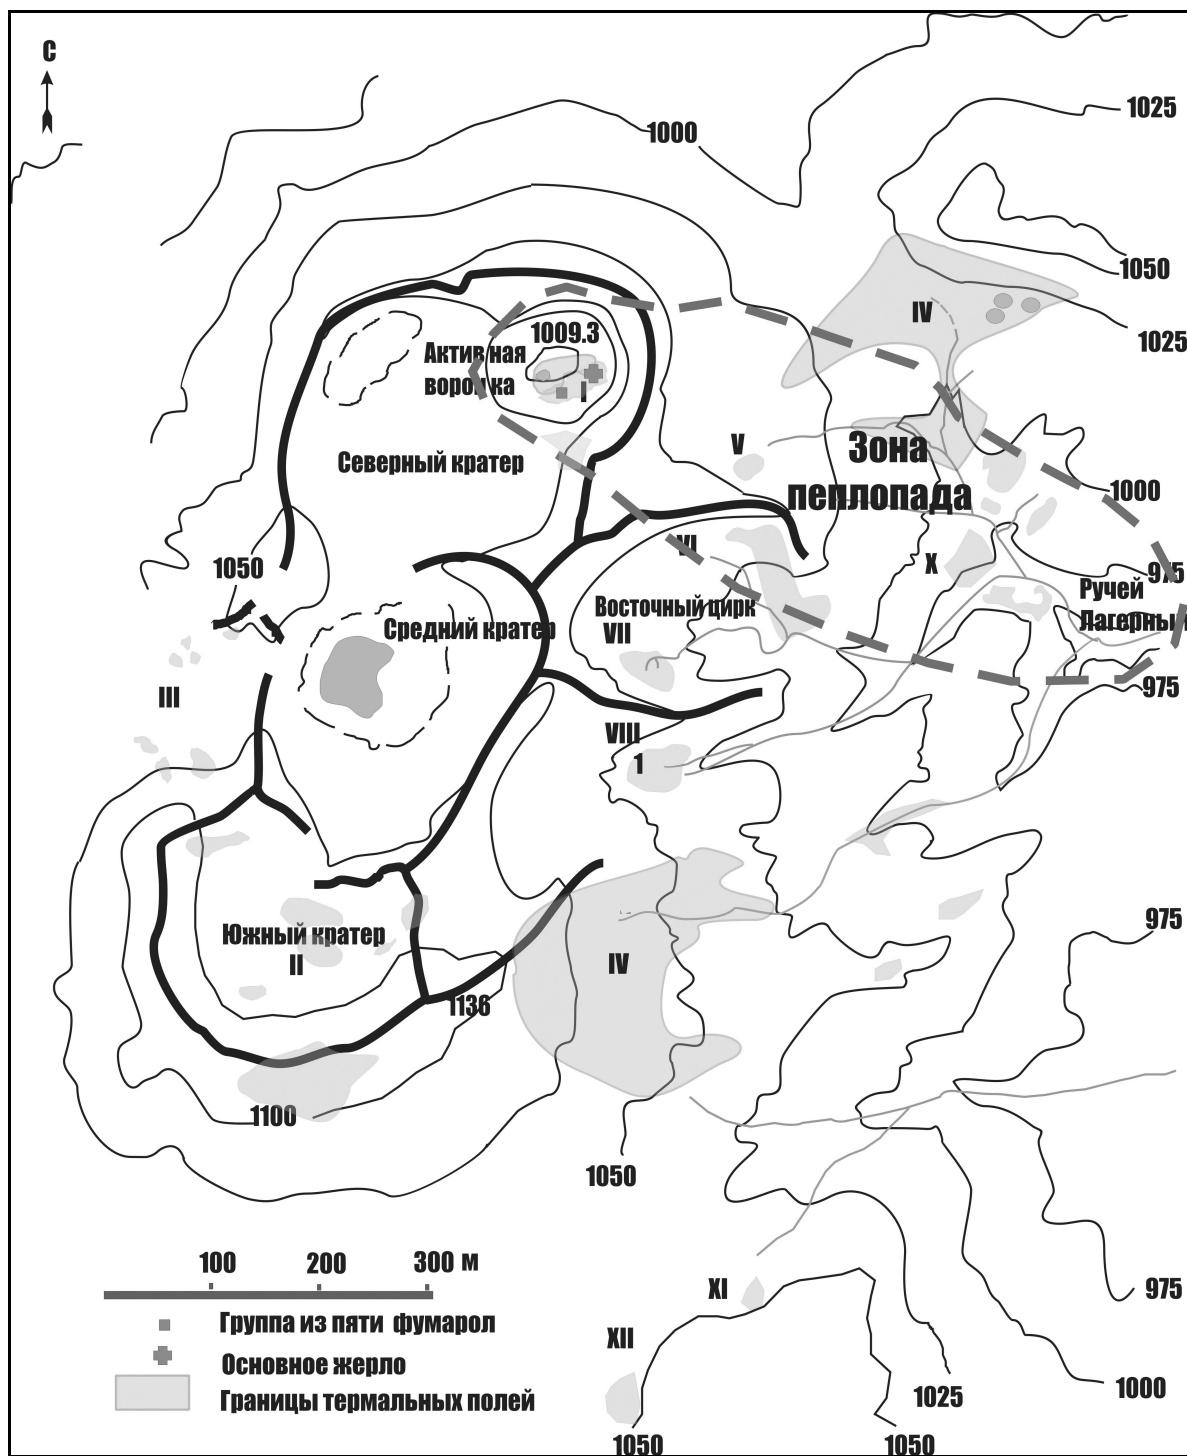 С
1025
1000
1050
IV
1009.3
1025
Активная
воронка
I
V
Зона
Северный кратер
пеплопада
1000
VI
X
1050
975
Ручей
Восточный цирк
Лагерный
Средний кратер
VII
975
III
VIII
1
975
Южный кратер
II
IV
1136
1100
1050
100
200
300 м
XI
975
Группа из пяти фумарол
XII
Основное жерло
1000
1025
Границы термальных полей
1050
1050